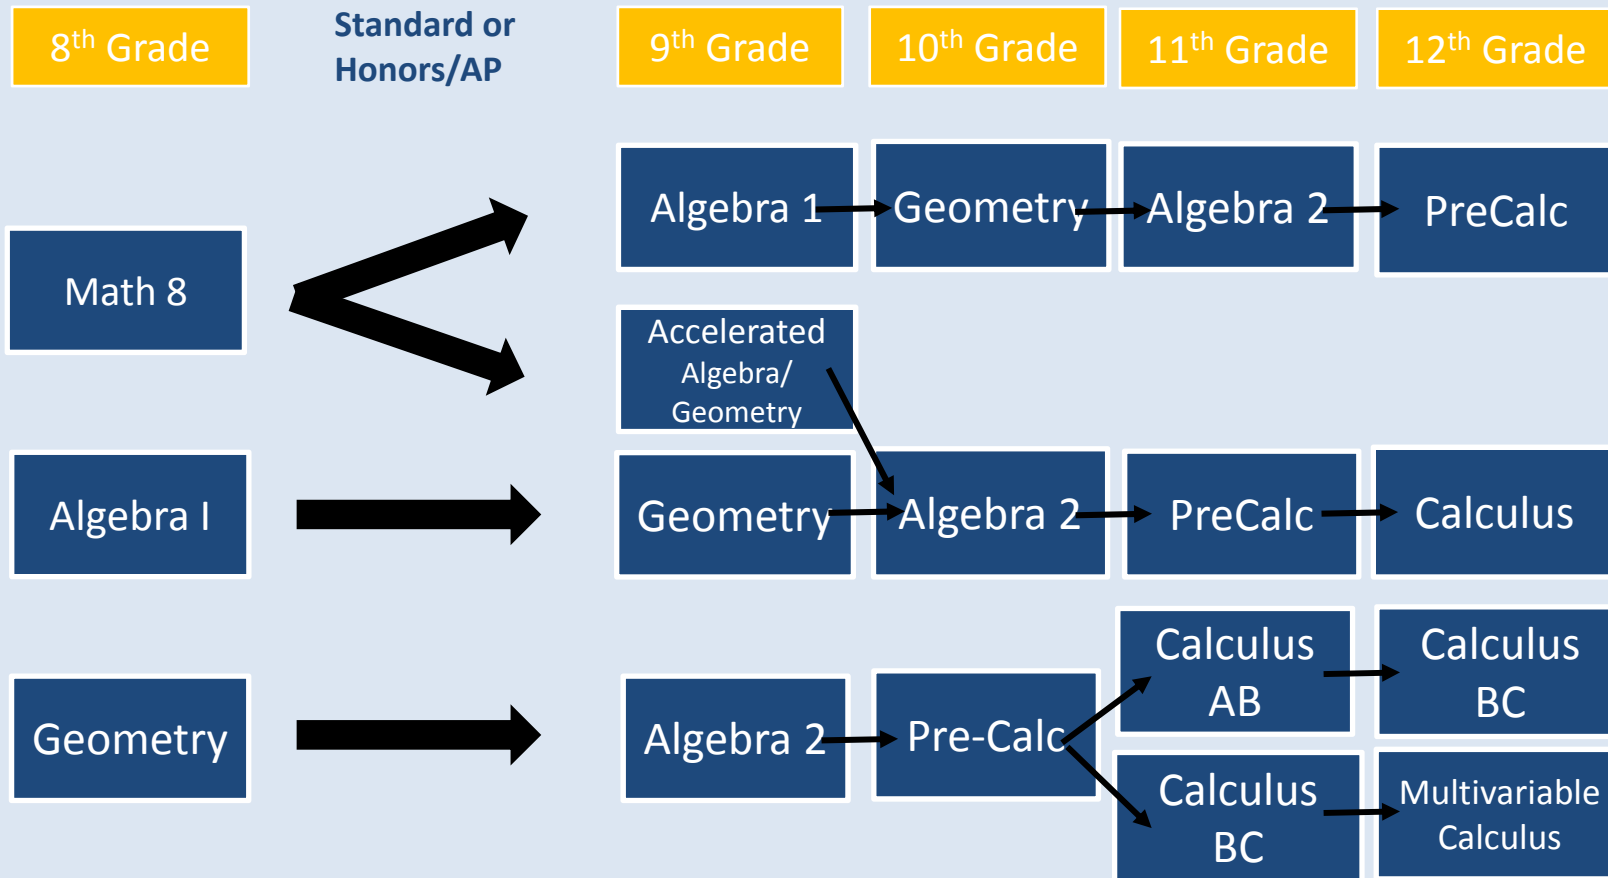 8th Grade
Standard or
Honors/AP
9th Grade
10th Grade
11th Grade
12th Grade
Math 8
Algebra 1
Geometry
Algebra 2
PreCalc
Accelerated
Algebra/
Geometry
Algebra I
Geometry
Algebra 2
PreCalc
Calculus
Geometry
Algebra 2
Pre-Calc
Calculus
AB
Calculus
BC
Calculus
BC
Multivariable
Calculus